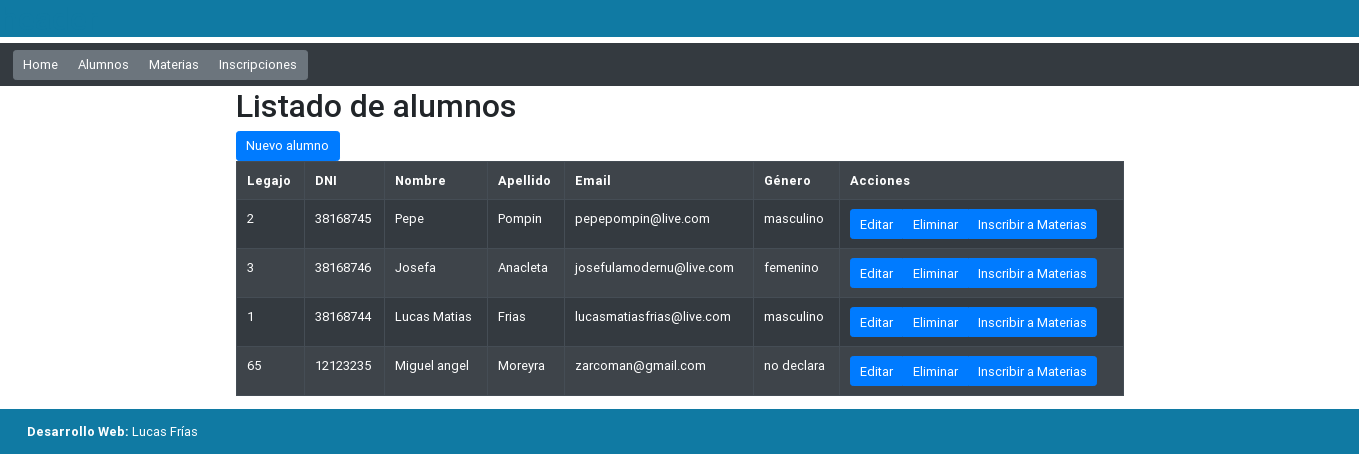 Home Alumnos Materias Inscripciones
Listado de alumnos
Nuevo alumno
Legajo DNI Nombre Apellido Email Género Acciones
2 38168745 Pepe Pompin pepepompin@live.com masculino Editar Eliminar Inscribir a Materias
3 38168746 Josefa Anacleta josefulamodernu@live.com femenino Editar Eliminar Inscribir a Materias
1 38168744 Lucas Matias Frias lucasmatiasfrias@live.com masculino Editar Eliminar Inscribir a Materias
65 12123235 Miguel angel Moreyra zarcoman@gmail.com no declara Editar Eliminar Inscribir a Materias
Desarrollo Web: Lucas Frías